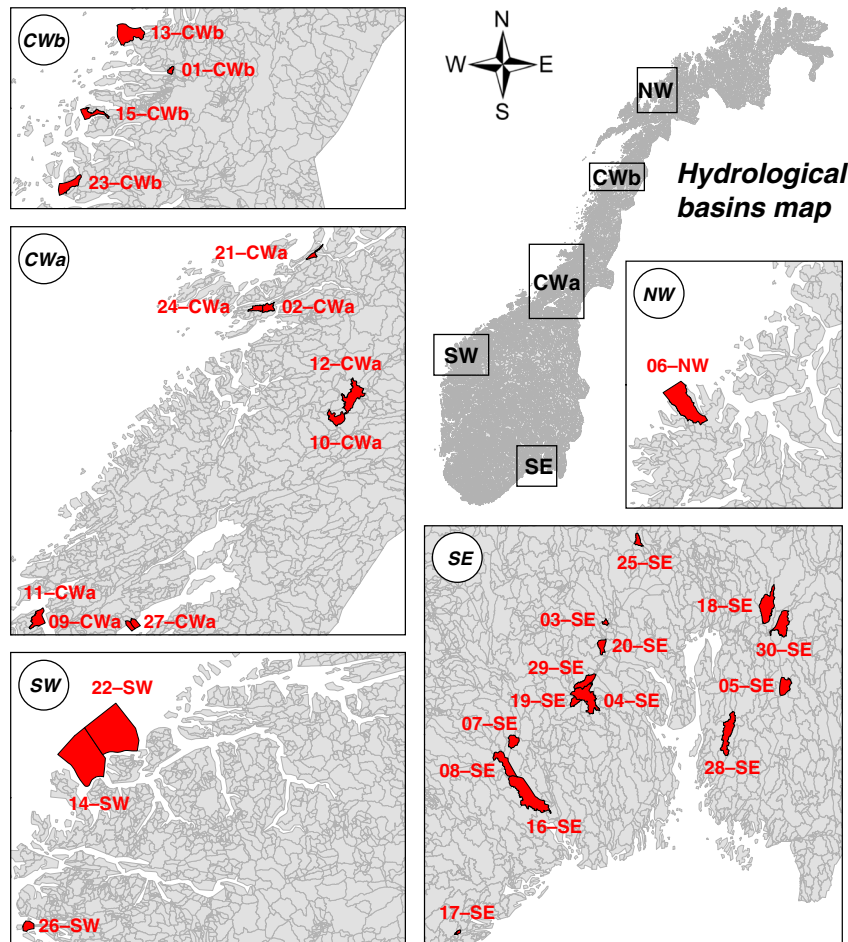 CWb
13–CWb
01–CWb
15–CWb
23–CWb
N
W E
S
NW
CWb
CWa
SW
SE
Hydrological
basins map
CWa
21–CWa
24–CWa 02–CWa
12–CWa
10–CWa
11–CWa
09–CWa 27–CWa
NW
06–NW
SW
22–SW
14–SW
26–SW
SE
25–SE
18–SE
03–SE
20–SE
30–SE
29–SE
05–SE
19–SE 04–SE
07–SE
28–SE
08–SE
16–SE
17–SE